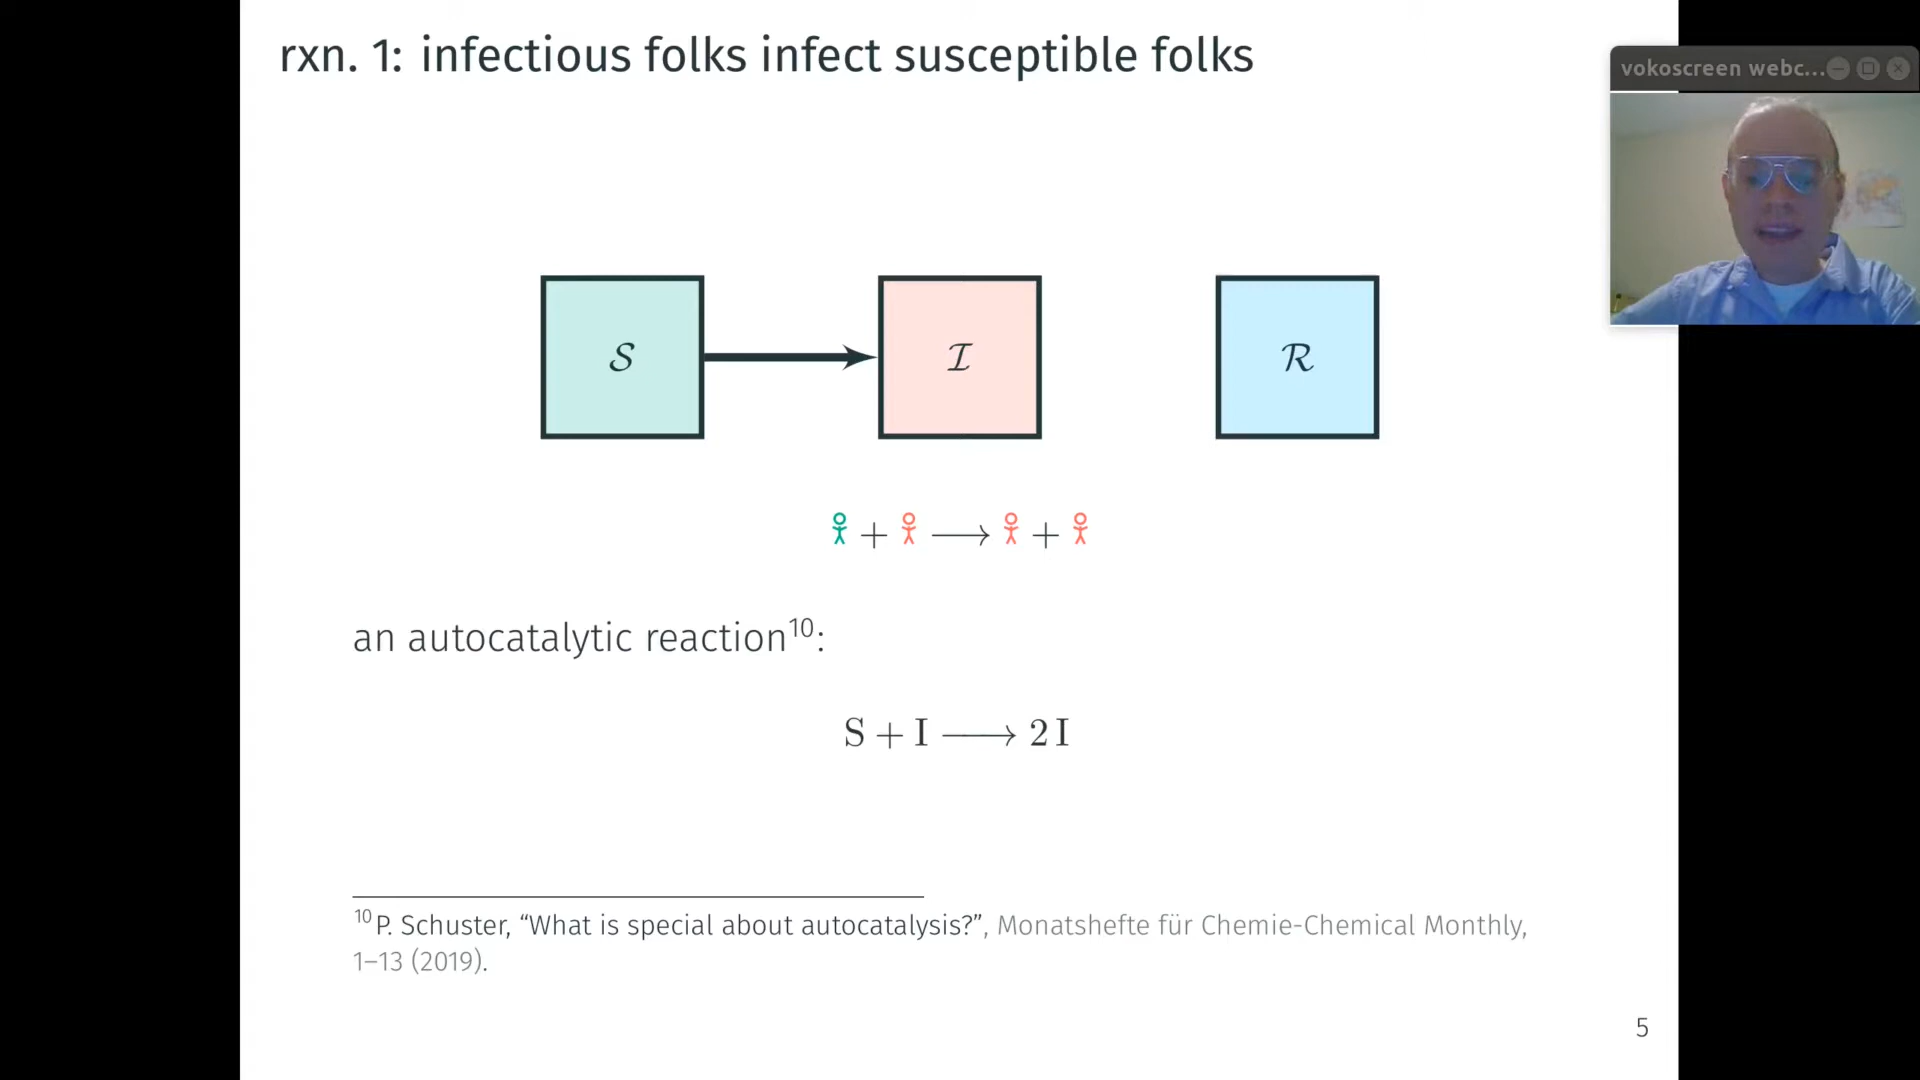 rxn. 1: infectious folks infect susceptible folks
vokoscreen webc...
S
I
R
+ ⟶ +
an autocatalytic reaction¹⁰:
S + I ⟶ 2 I
¹⁰P. Schuster, “What is special about autocatalysis?”, Monatshefte für Chemie-Chemical Monthly,
1–13 (2019).
5